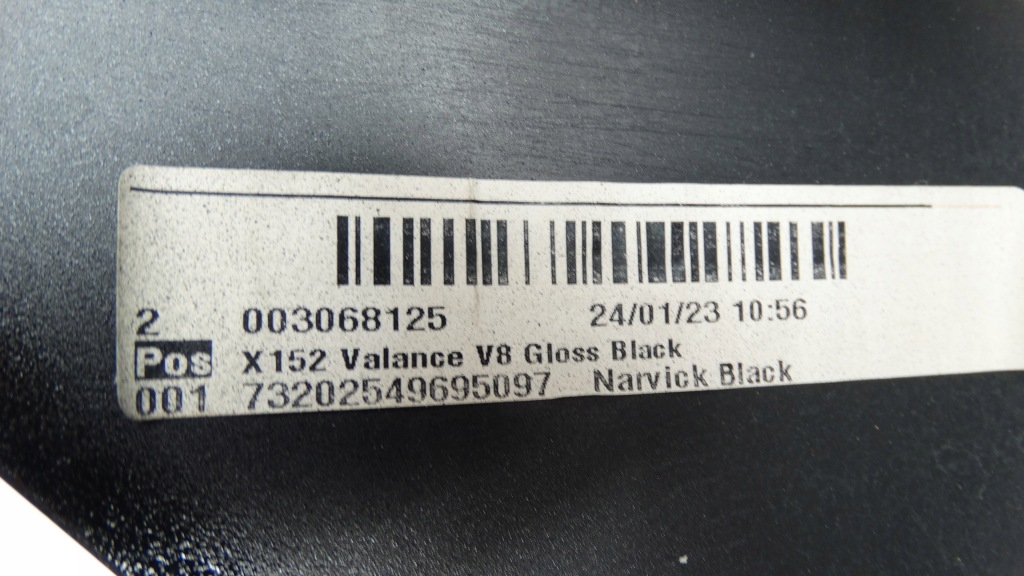 2 003068125 24/01/23 10:56
Pos X152 Valance V8 Gloss Black
001 73202549695097 Narvick Black